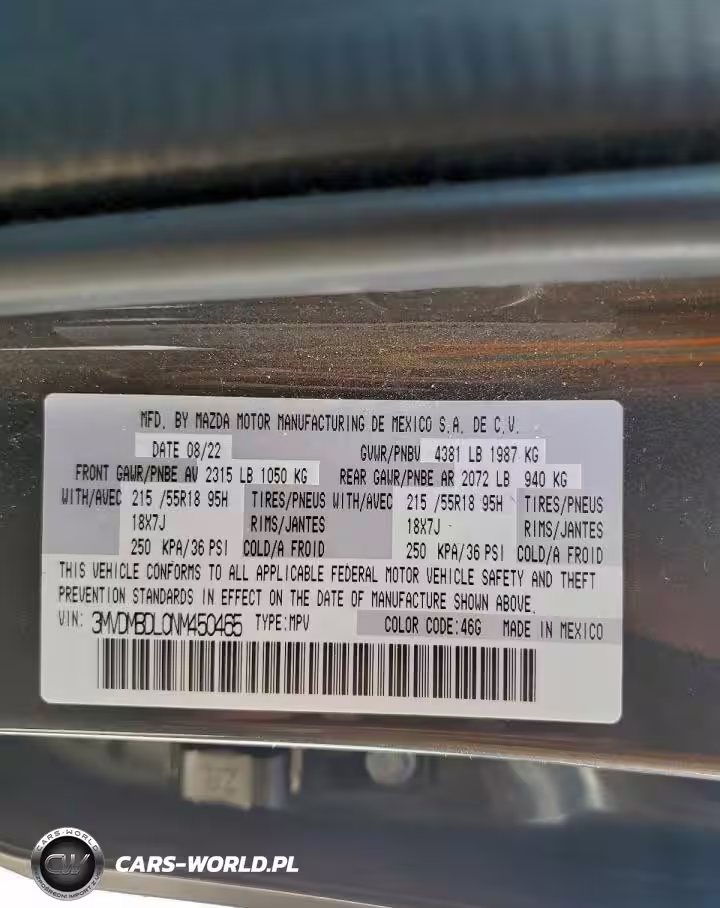 MFD. BY MAZDA MOTOR MANUFACTURING DE MEXICO S.A. DE C.V.
DATE 08/22 GVWR/PNBV 4381 LB 1987 KG
FRONT GAWR/PNBE AV 2315 LB 1050 KG REAR GAWR/PNBE AR 2072 LB 940 KG
WITH/AVEC 215 /55R18 95H TIRES/PNEUS WITH/AVEC 215 /55R18 95H TIRES/PNEUS
18X7J RIMS/JANTES 18X7J RIMS/JANTES
250 KPA/36 PSI COLD/A FROID 250 KPA/36 PSI COLD/A FROID
THIS VEHICLE CONFORMS TO ALL APPLICABLE FEDERAL MOTOR VEHICLE SAFETY AND THEFT
PREVENTION STANDARDS IN EFFECT ON THE DATE OF MANUFACTURE SHOWN ABOVE.
VIN: 3MVDMBDL0NM450465 TYPE:MPV COLOR CODE:46G MADE IN MEXICO
CARS-WORLD
CW
CARS-WORLD.PL